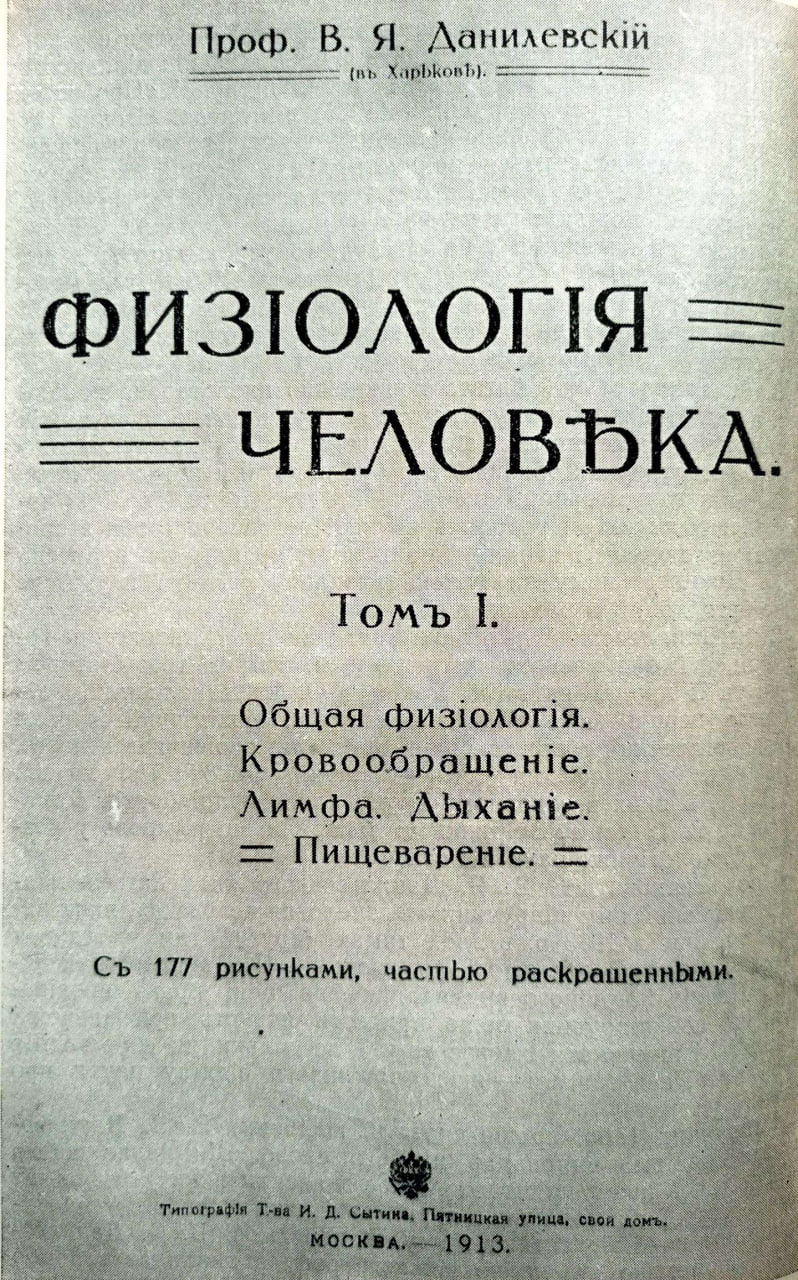 Проф. В. Я. Данилевскій
(въ Харьковѣ).
ФИЗІОЛОГІЯ
ЧЕЛОВѢКА.
Томъ I.
Общая физіологія.
Кровообращеніе.
Лимфа. Дыханіе.
Пищевареніе.
Съ 177 рисунками, частью раскрашенными.
Типографія Т-ва И. Д. Сытина, Пятницкая улица, свой домъ.
МОСКВА.—1913.